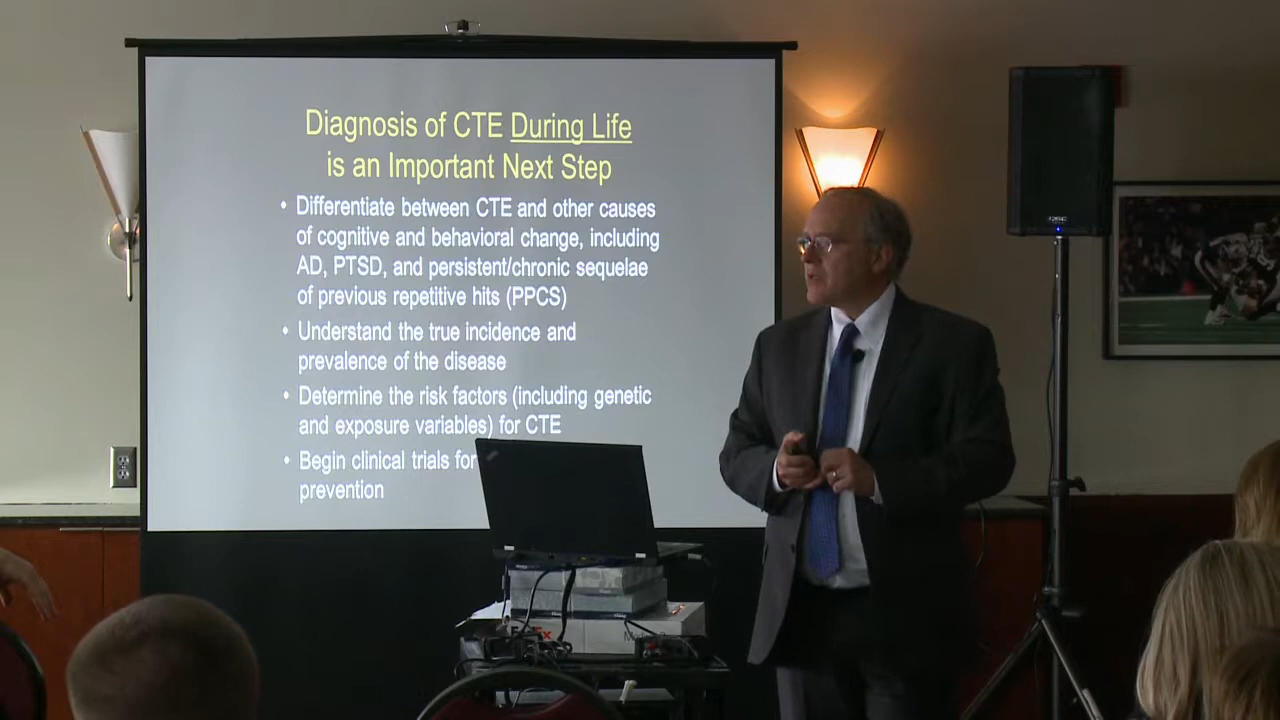 Diagnosis of CTE During Life
is an Important Next Step
• Differentiate between CTE and other causes
of cognitive and behavioral change, including
AD, PTSD, and persistent/chronic sequelae
of previous repetitive hits (PPCS)
• Understand the true incidence and
prevalence of the disease
• Determine the risk factors (including genetic
and exposure variables) for CTE
• Begin clinical trials for
prevention
QSC